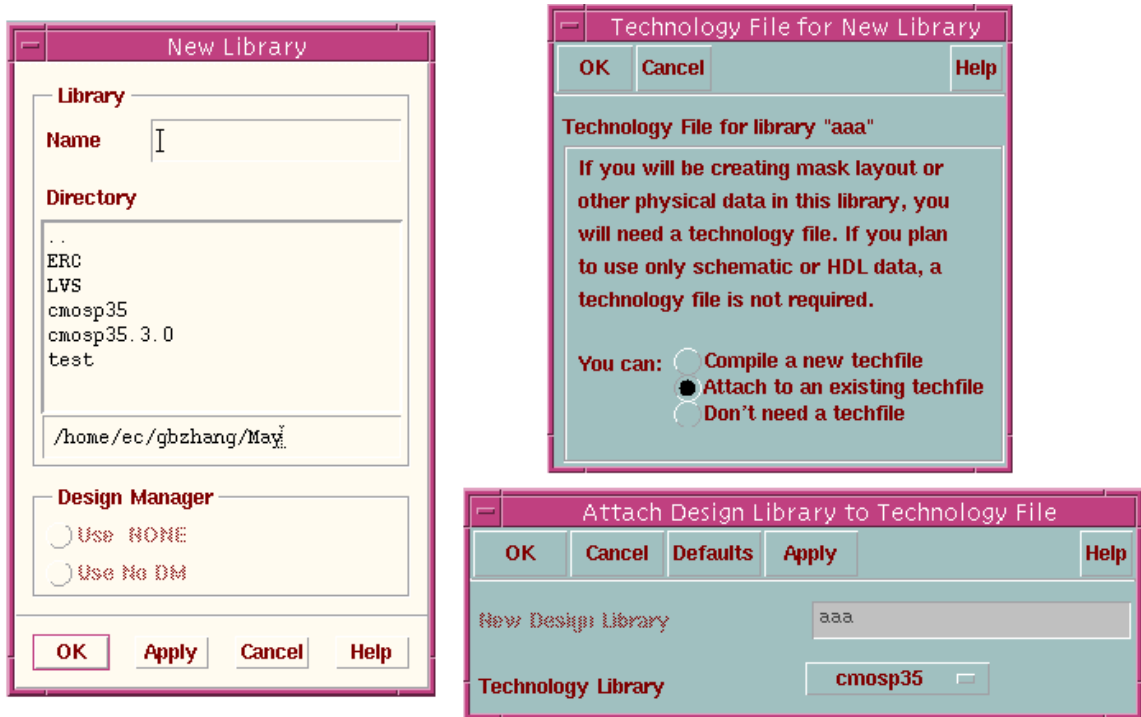 New Library
Library
Name
Directory
..
ERC
LVS
cmosp35
cmosp35.3.0
test
/home/ec/gbzhang/May
Design Manager
Use NONE
Use No DM
OK Apply Cancel Help
Technology File for New Library
OK Cancel Help
Technology File for library "aaa"
If you will be creating mask layout or
other physical data in this library, you
will need a technology file. If you plan
to use only schematic or HDL data, a
technology file is not required.
You can: Compile a new techfile
Attach to an existing techfile
Don't need a techfile
Attach Design Library to Technology File
OK Cancel Defaults Apply Help
New Design Library aaa
Technology Library cmosp35